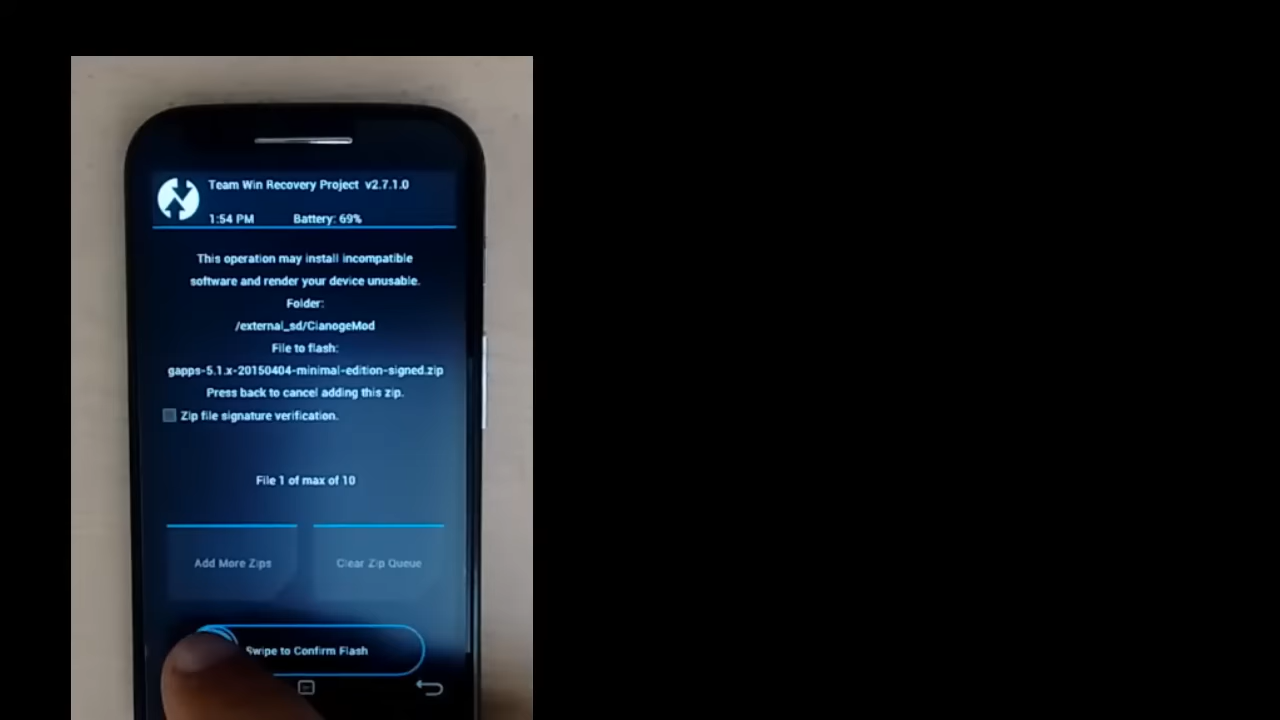 Team Win Recovery Project v2.7.1.0
1:54 PM Battery: 69%
This operation may install incompatible
software and render your device unusable.
Folder:
/external_sd/CianogeMod
File to flash:
gapps-5.1.x-20150404-minimal-edition-signed.zip
Press back to cancel adding this zip.
Zip file signature verification.
File 1 of max of 10
Add More Zips Clear Zip Queue
Swipe to Confirm Flash